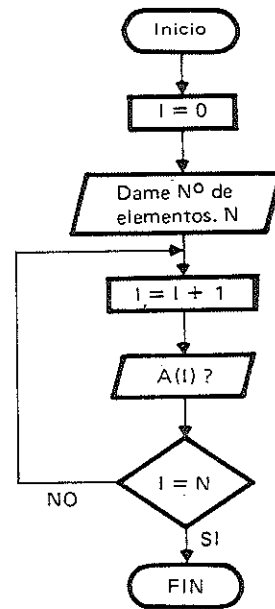 Inicio
I = 0
Dame Nº de
elementos. N
I = I + 1
A(I) ?
I = N
NO
SI
FIN